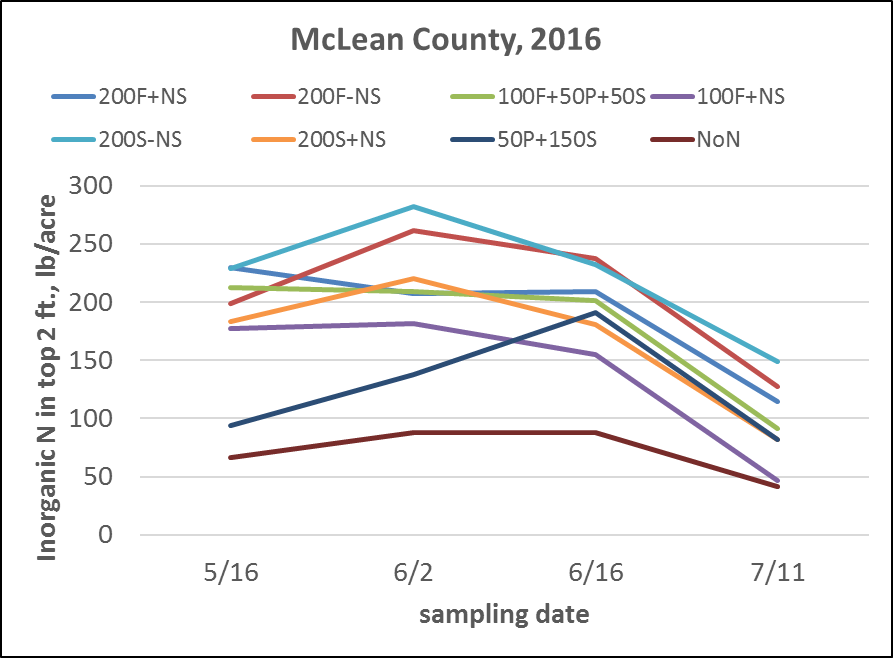 McLean County, 2016
200F+NS 200F-NS 100F+50P+50S 100F+NS
200S-NS 200S+NS 50P+150S NoN
Inorganic N in top 2 ft., lb/acre
300
250
200
150
100
50
0
5/16 6/2 6/16 7/11
sampling date